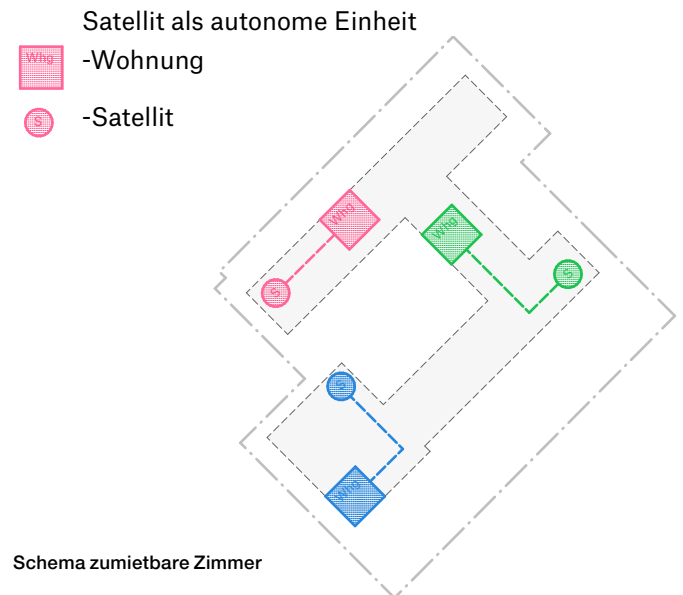 Satellit als autonome Einheit
Whg
-Wohnung
S
-Satellit
Whg
Whg
S
S
S
Whg
Schema zumietbare Zimmer